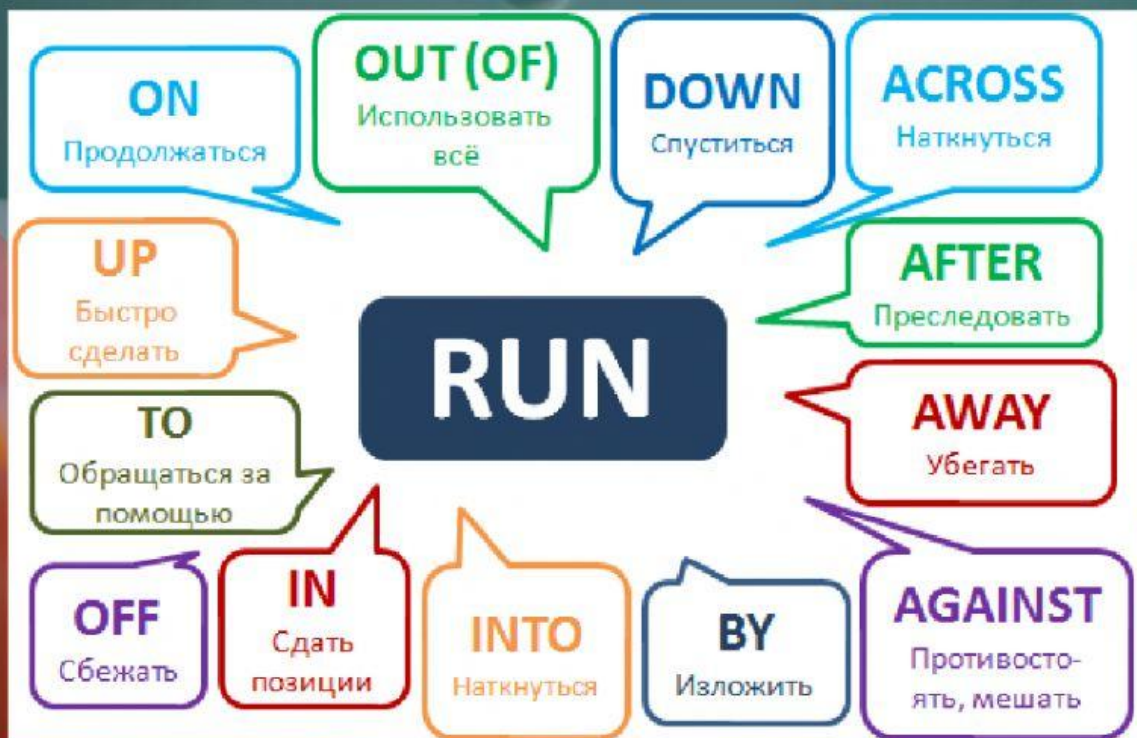 ON
Продолжаться
OUT (OF)
Использовать
всё
DOWN
Спуститься
ACROSS
Наткнуться
UP
Быстро
сделать
RUN
AFTER
Преследовать
TO
Обращаться за
помощью
AWAY
Убегать
OFF
Сбежать
IN
Сдать
позиции
INTO
Наткнуться
BY
Изложить
AGAINST
Противосто-
ять, мешать